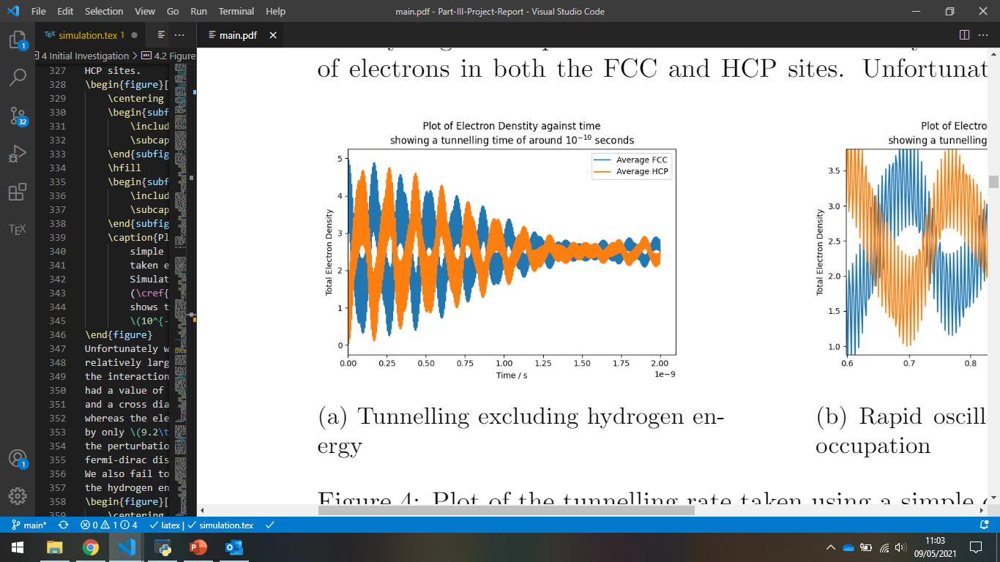 File Edit Selection View Go Run Terminal Help main.pdf - Part-III-Project-Report - Visual Studio Code
TEX simulation.tex 1
main.pdf
4 Initial Investigation > abc 4.2 Figure
327 HCP sites.
328 \begin{figure}[
329 \centering
330 \begin{subf
331 \includ
332 \subcap
333 \end{subfig
334 \hfill
335 \begin{subf
336 \includ
337 \subcap
338 \end{subfig
339 \caption{Pl
340 simple
341 taken e
342 Simulat
343 (\cref{
344 shows t
345 \(10^{-
346 \end{figure}
347 Unfortunately w
348 relatively larg
349 the interaction
350 had a value of
351 and a cross dia
352 whereas the ele
353 by only \(9.2\t
354 the perturbatio
355 fermi-dirac dis
356 We also fail to
357 the hydrogen en
358 \begin{figure}[
359 \centering
TEX
1
32
1
of electrons in both the FCC and HCP sites. Unfortunat
Plot of Electron Denstity against time
showing a tunnelling time of around 10⁻¹⁰ seconds
Average FCC
Average HCP
Total Electron Density
5
4
3
2
1
0
0.00 0.25 0.50 0.75 1.00 1.25 1.50 1.75 2.00
Time / s
1e−9
(a) Tunnelling excluding hydrogen en-
ergy
Plot of Electro
showing a tunnelling
Total Electron Density
3.5
3.0
2.5
2.0
1.5
1.0
0.6 0.7 0.8
(b) Rapid oscill
occupation
Figure 4: Plot of the tunnelling rate taken using a simple
main* 0 1 4 latex | simulation.tex
11:03
09/05/2021